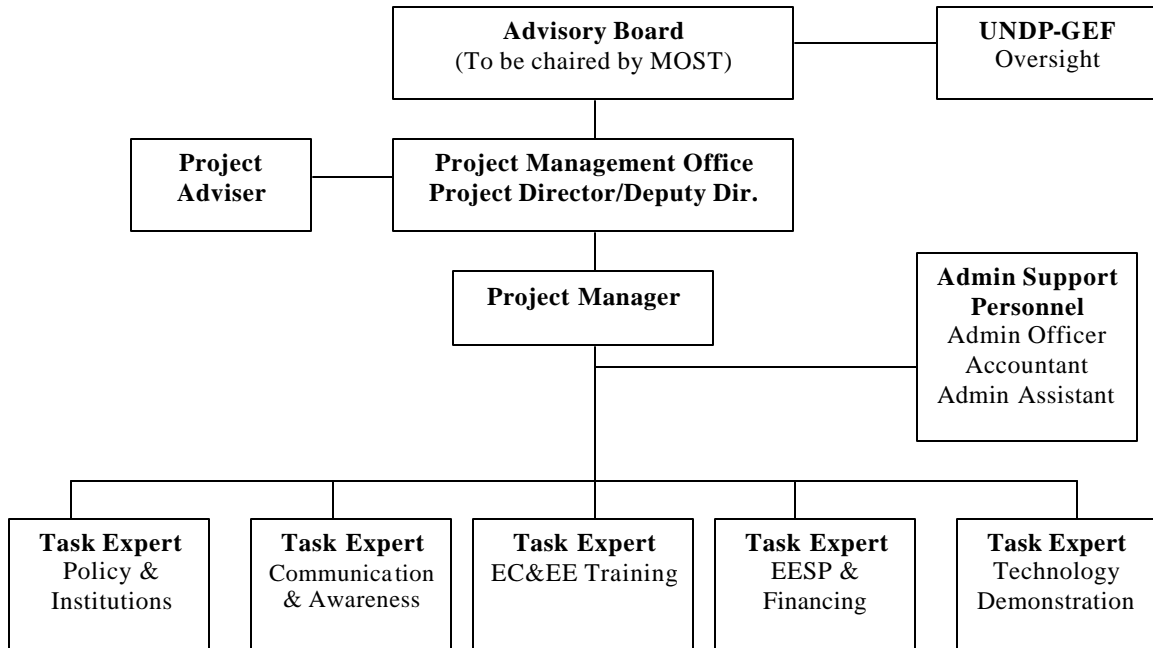 Advisory Board
(To be chaired by MOST)
UNDP-GEF
Oversight
Project
Adviser
Project Management Office
Project Director/Deputy Dir.
Project Manager
Admin Support
Personnel
Admin Officer
Accountant
Admin Assistant
Task Expert
Policy &
Institutions
Task Expert
Communication
& Awareness
Task Expert
EC&EE Training
Task Expert
EESP &
Financing
Task Expert
Technology
Demonstration